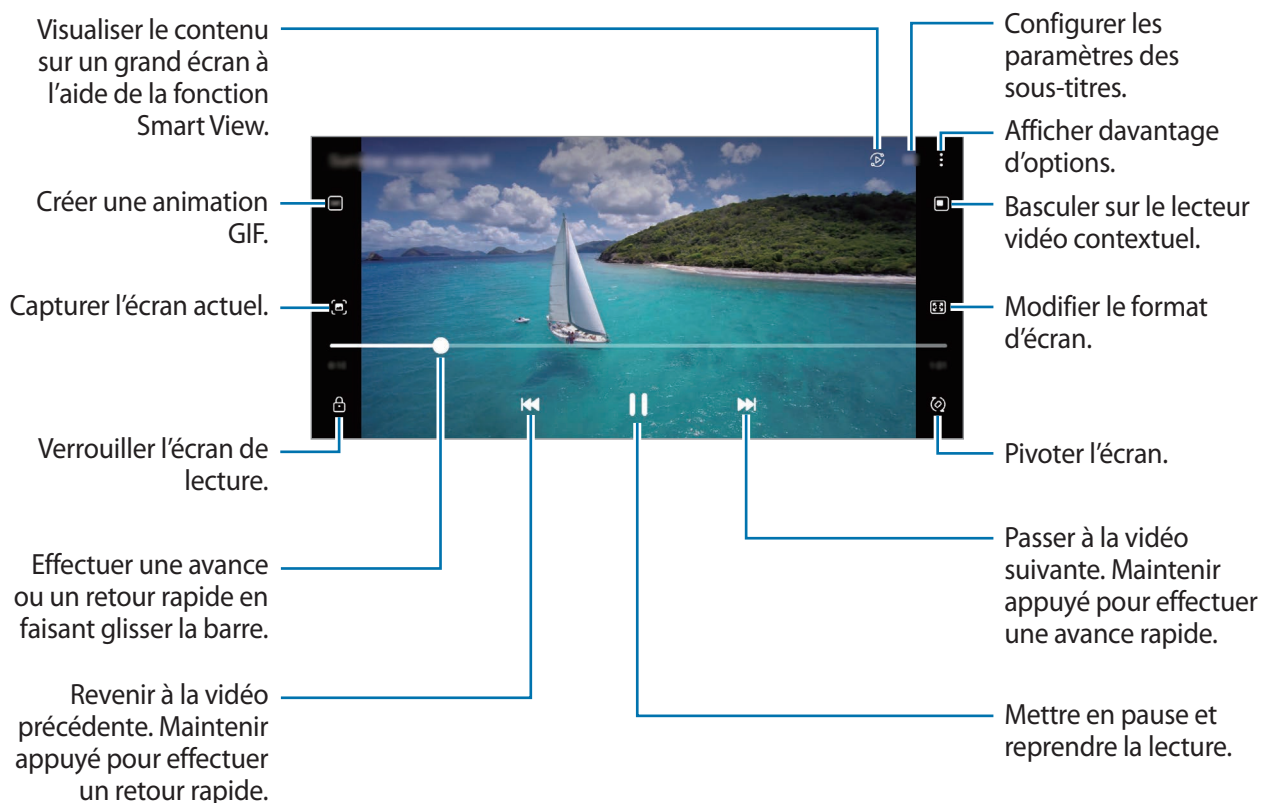 Visualiser le contenu
sur un grand écran à
l'aide de la fonction
Smart View.
Créer une animation
GIF.
Capturer l'écran actuel.
Verrouiller l'écran de
lecture.
Effectuer une avance
ou un retour rapide en
faisant glisser la barre.
Revenir à la vidéo
précédente. Maintenir
appuyé pour effectuer
un retour rapide.
Configurer les
paramètres des
sous-titres.
Afficher davantage
d'options.
Basculer sur le lecteur
vidéo contextuel.
Modifier le format
d'écran.
Pivoter l'écran.
Passer à la vidéo
suivante. Maintenir
appuyé pour effectuer
une avance rapide.
Mettre en pause et
reprendre la lecture.